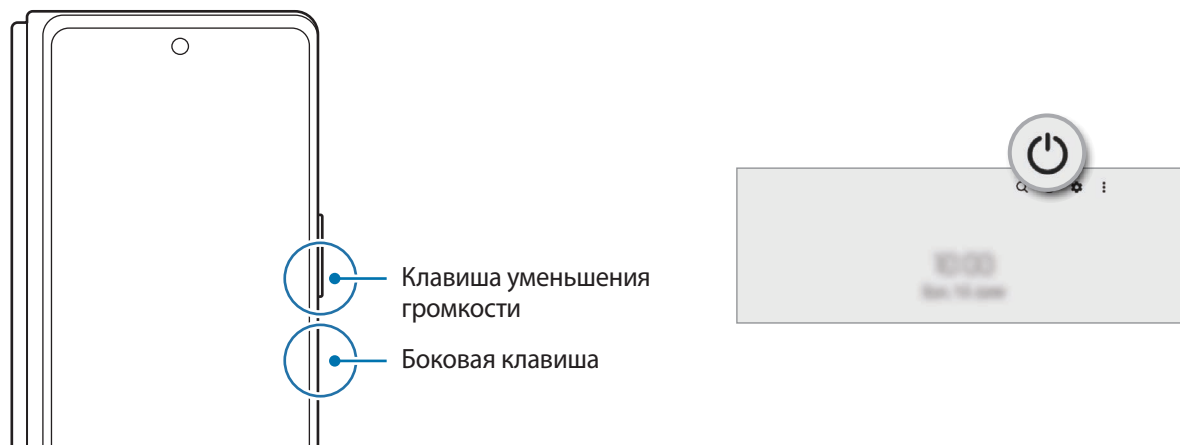 Клавиша уменьшения
громкости
Боковая клавиша